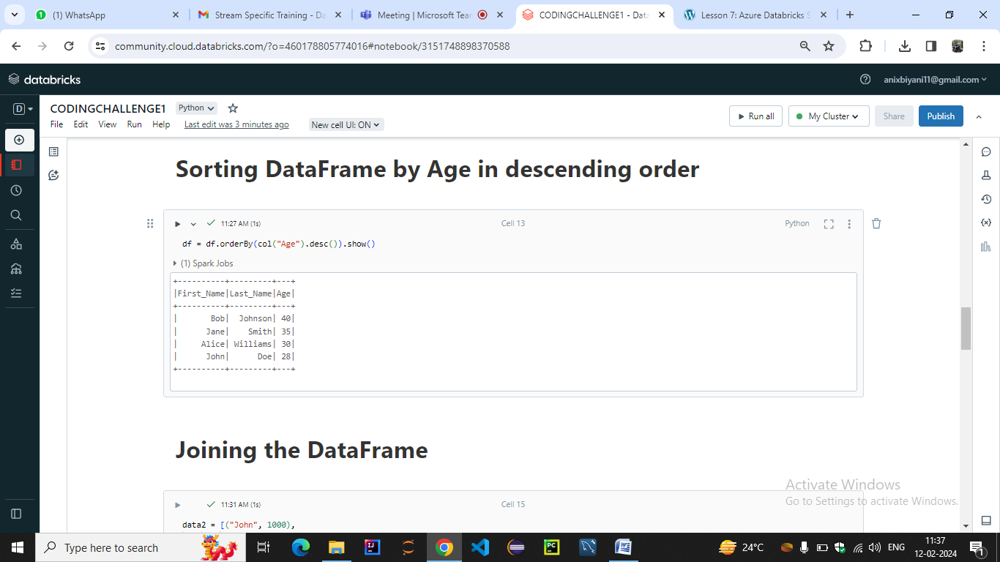 (1) WhatsApp
Stream Specific Training - Da
Meeting | Microsoft Tea
CODINGCHALLENGE1 - Data
Lesson 7: Azure Databricks S
community.cloud.databricks.com/?o=460178805774016#notebook/3151748898370588
databricks
anixbiyani11@gmail.com
D
CODINGCHALLENGE1
Python
File Edit View Run Help Last edit was 3 minutes ago New cell UI: ON
Run all
My Cluster
Share
Publish
Sorting DataFrame by Age in descending order
11:27 AM (1s)
Cell 13
Python
df = df.orderBy(col("Age").desc()).show()
(1) Spark Jobs
+----------+---------+---+
|First_Name|Last_Name|Age|
+----------+---------+---+
|       Bob|  Johnson| 40|
|      Jane|    Smith| 35|
|     Alice| Williams| 30|
|      John|      Doe| 28|
+----------+---------+---+
Joining the DataFrame
11:31 AM (1s)
Cell 15
data2 = [("John", 1000),
Activate Windows
Go to Settings to activate Windows.
Type here to search
24°C
ENG
11:37
12-02-2024
1